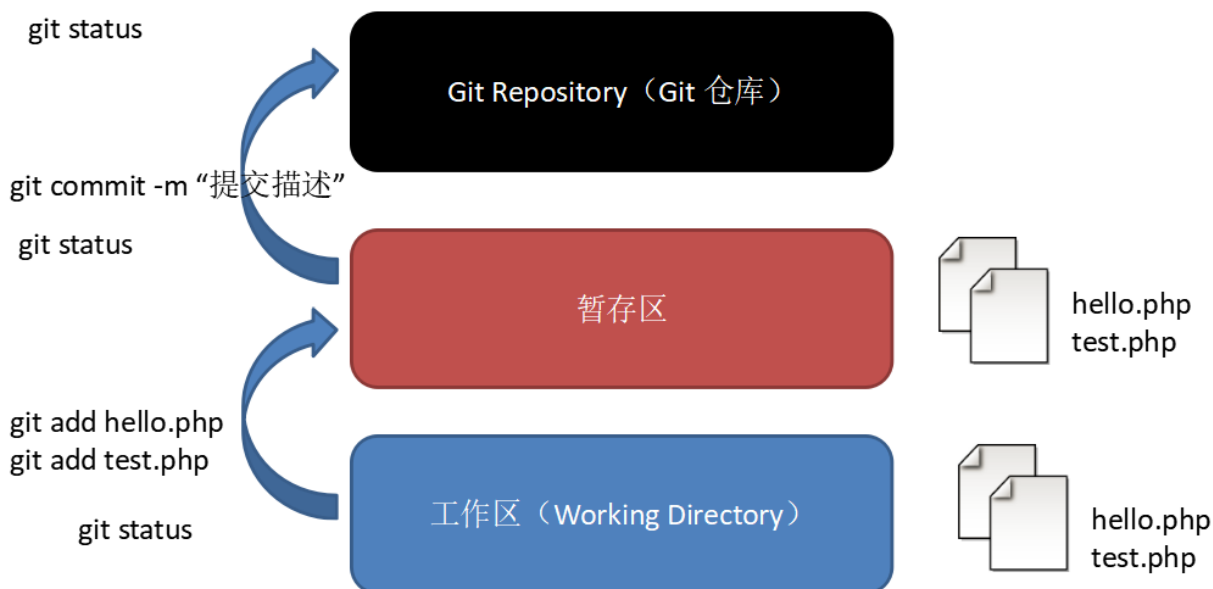 git status
Git Repository（Git 仓库）
git commit -m “提交描述”
git status
暂存区
hello.php
test.php
git add hello.php
git add test.php
工作区（Working Directory）
git status
hello.php
test.php